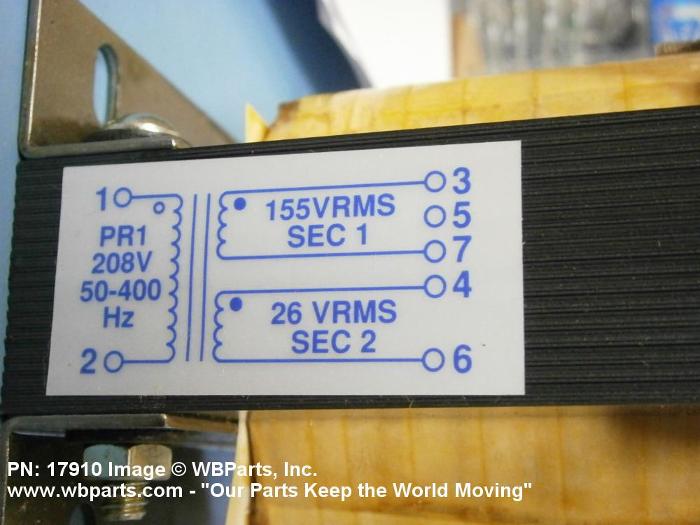 1
PR1
208V
50-400
Hz
2
155VRMS
SEC 1
3
5
7
26 VRMS
SEC 2
4
6
PN: 17910 Image © WBParts, Inc.
www.wbparts.com - "Our Parts Keep the World Moving"